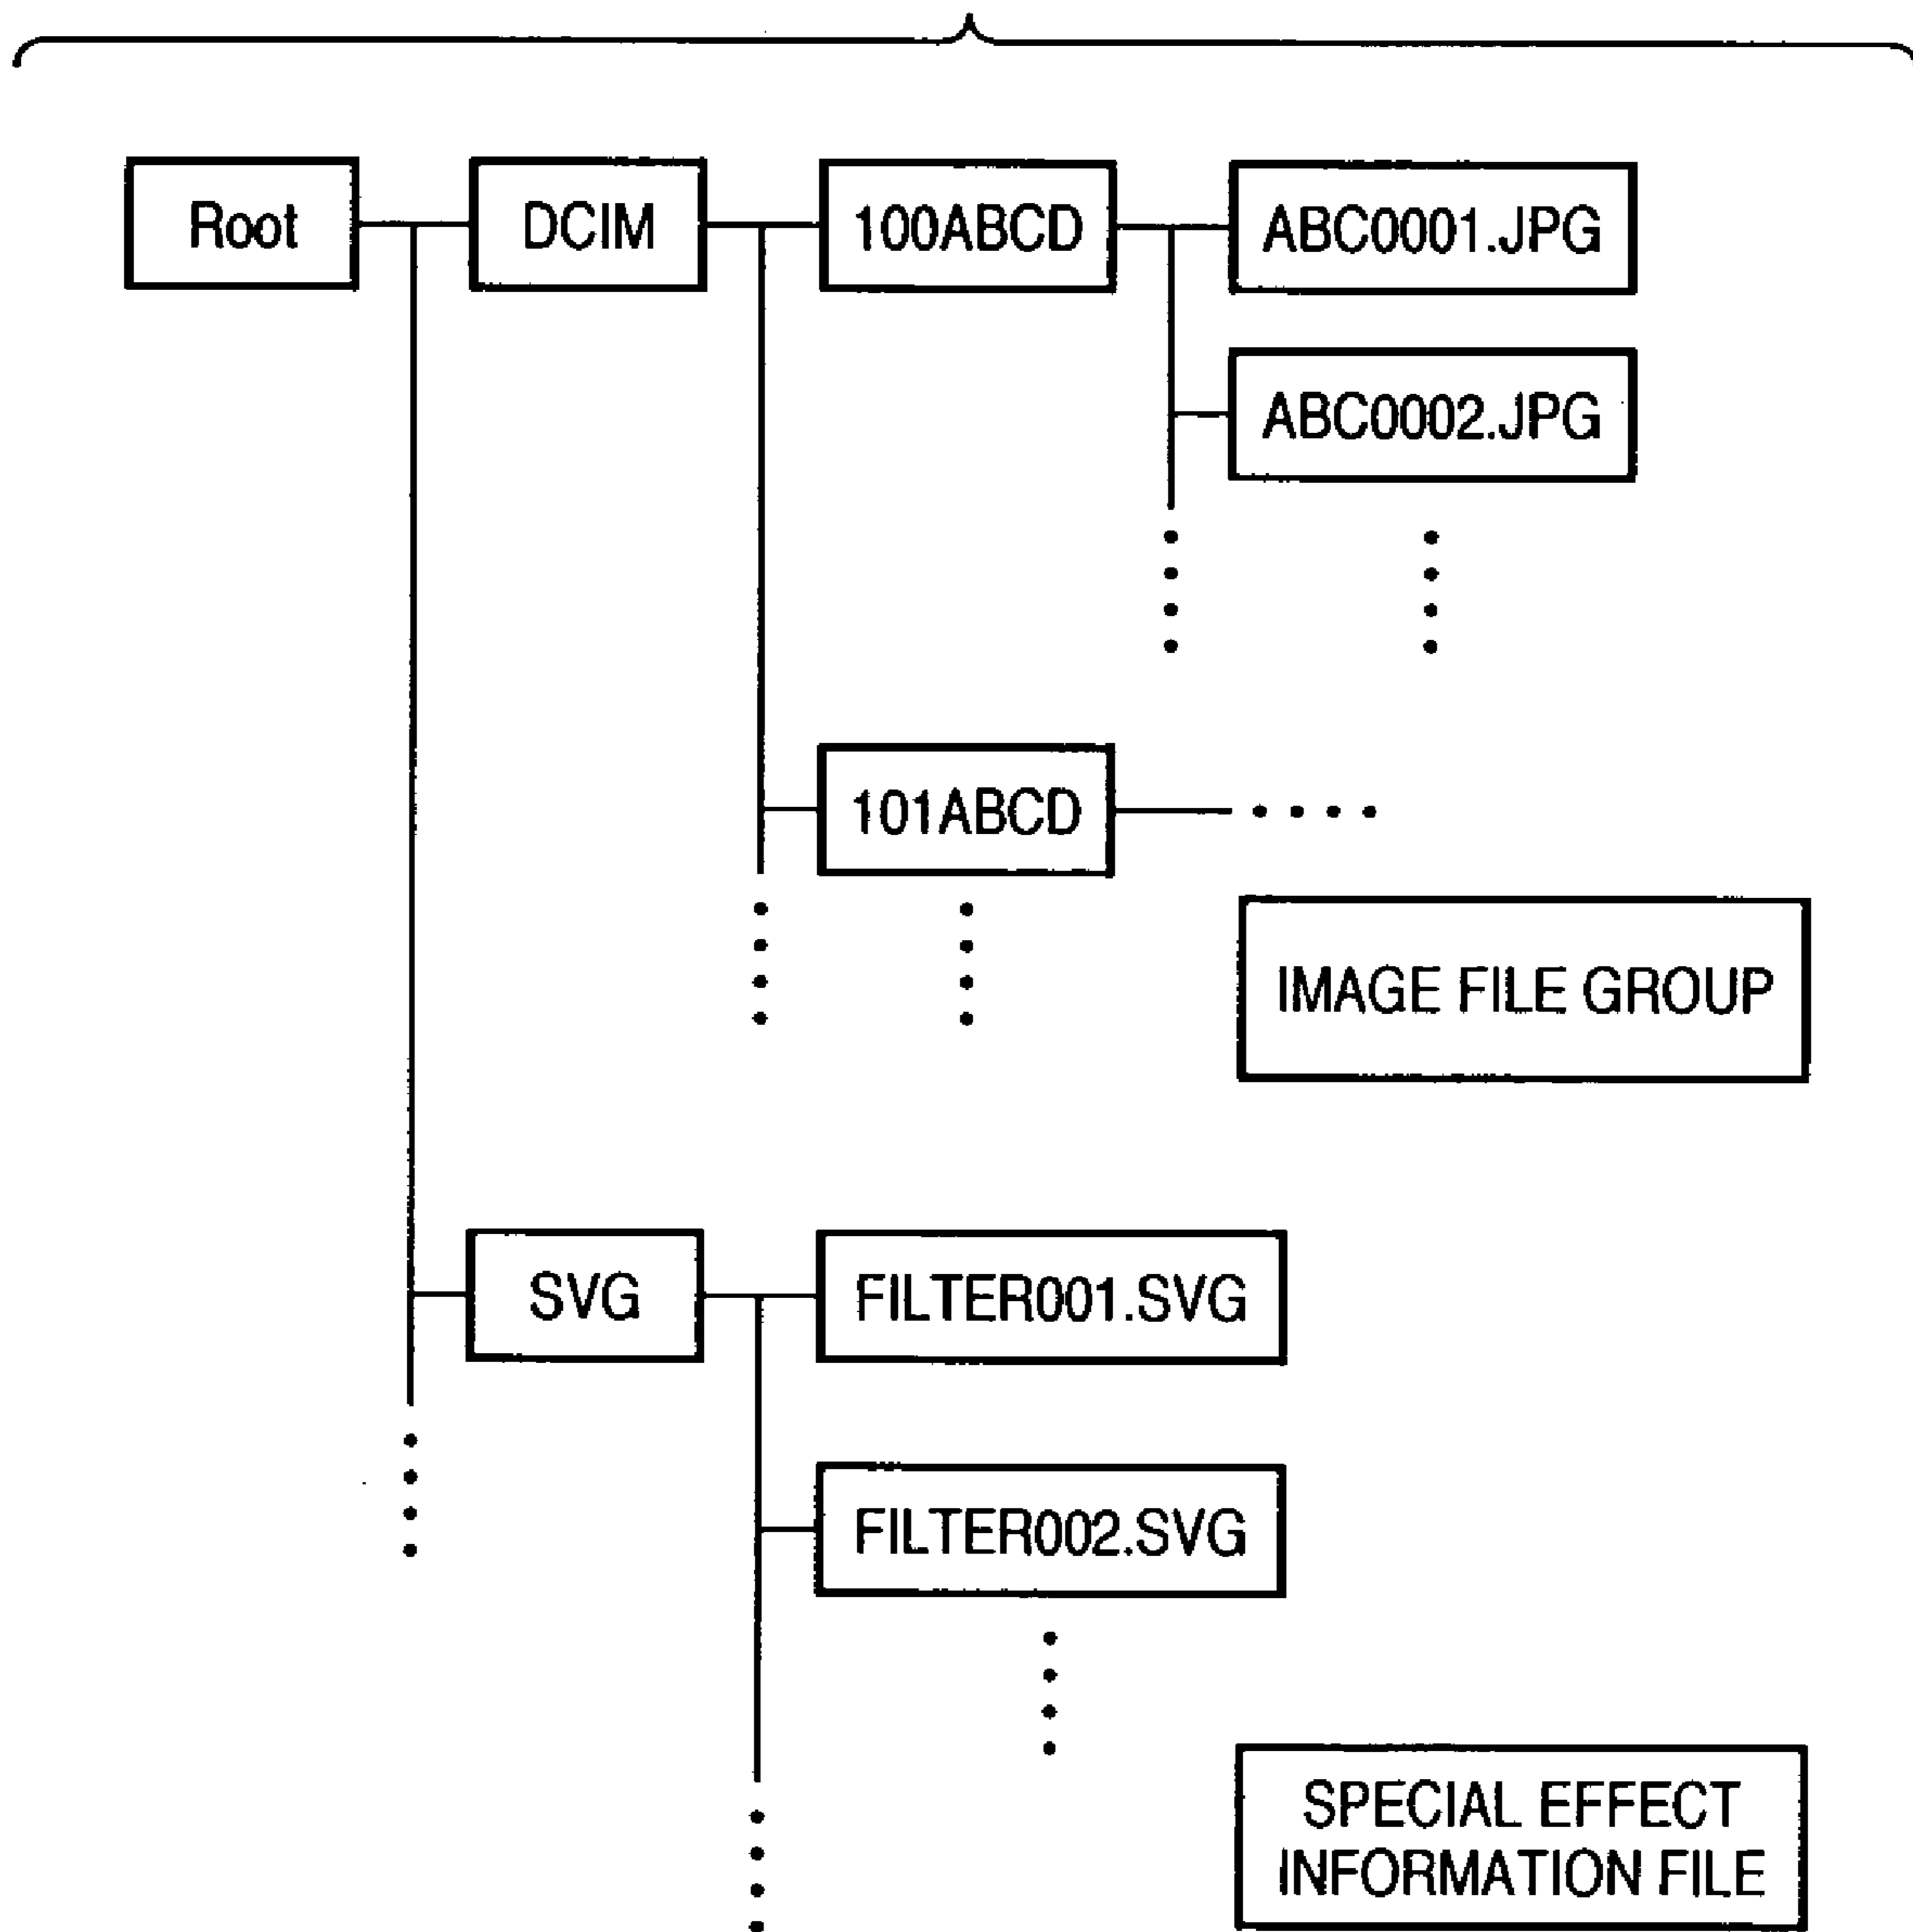 Root
DCIM
100ABCD
ABC0001.JPG
ABC0002.JPG
101ABCD
IMAGE FILE GROUP
SVG
FILTER001.SVG
FILTER002.SVG
SPECIAL EFFECT
INFORMATION FILE